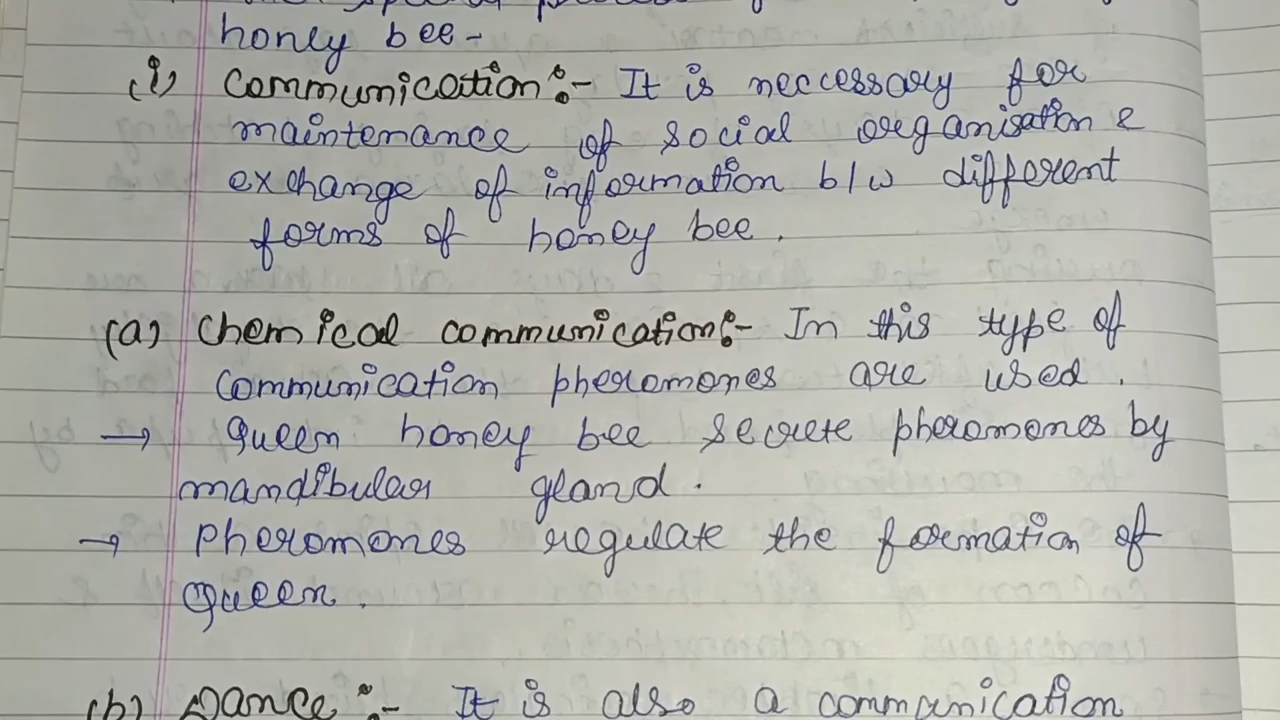 honey bee-
(i) Communication:- It is neccessary for
maintenance of social organisation &
exchange of information b/w different
forms of honey bee.
(a) Chemical communication:- In this type of
communication pheromones are used.
→ Queen honey bee secrete pheromones by
mandibular gland.
→ Pheromones regulate the formation of
queen.
(b) Dance:- It is also a communication